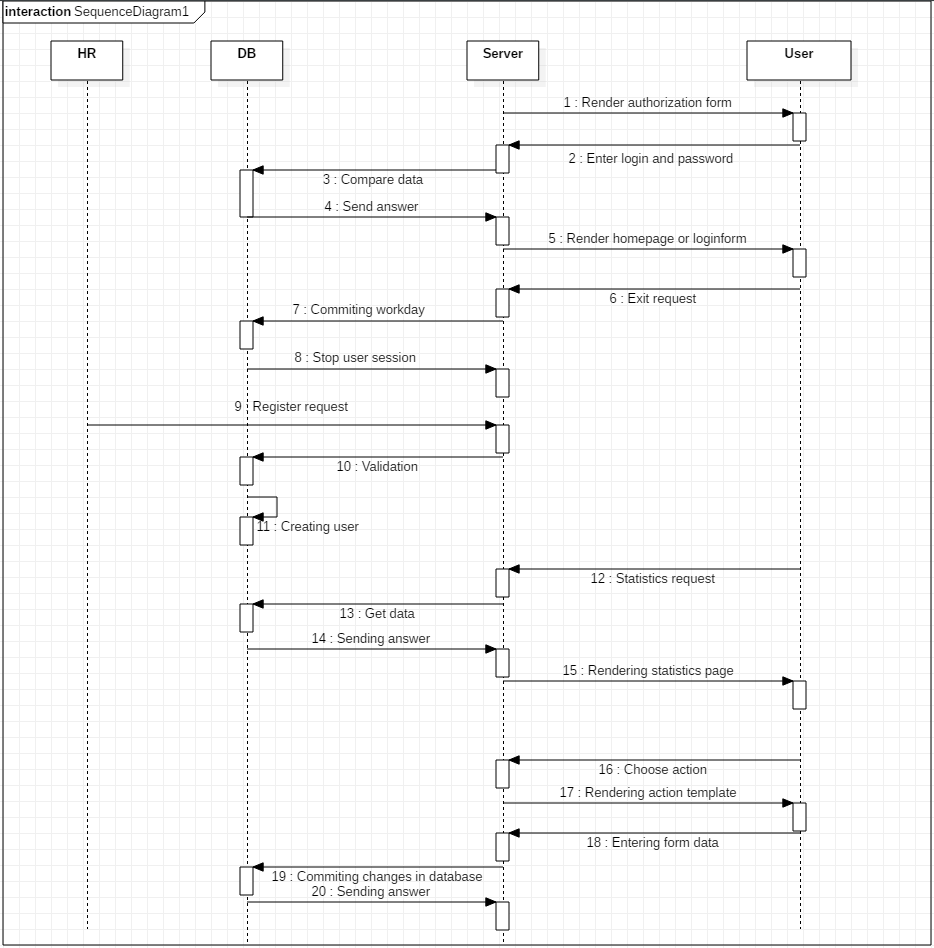 interaction SequenceDiagram1
HR
DB
Server
User
1 : Render authorization form
2 : Enter login and password
3 : Compare data
4 : Send answer
5 : Render homepage or loginform
6 : Exit request
7 : Commiting workday
8 : Stop user session
9 : Register request
10 : Validation
11 : Creating user
12 : Statistics request
13 : Get data
14 : Sending answer
15 : Rendering statistics page
16 : Choose action
17 : Rendering action template
18 : Entering form data
19 : Commiting changes in database
20 : Sending answer